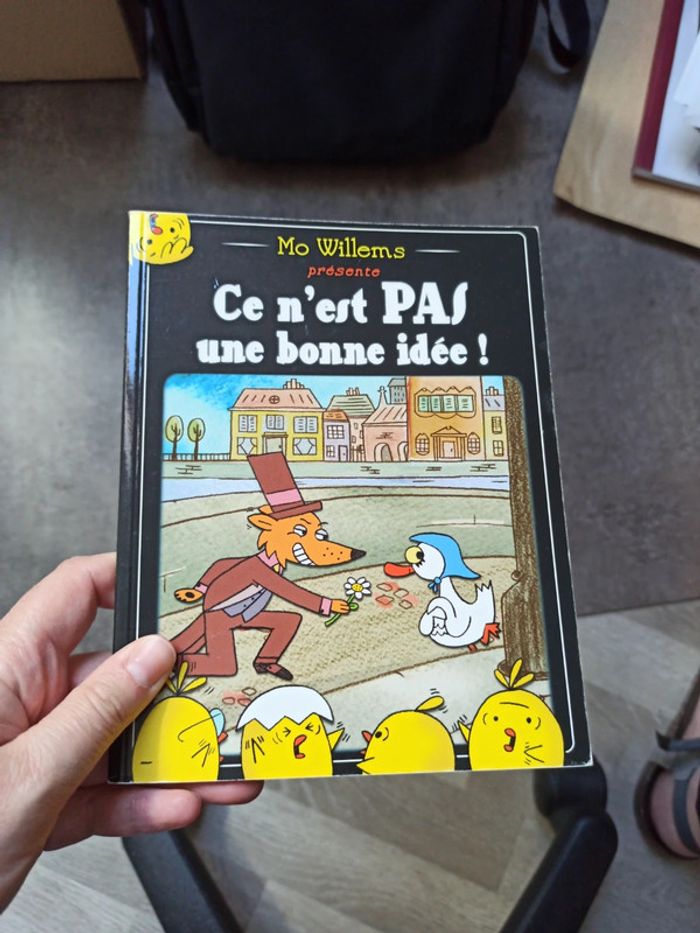 Mo Willems
présente
Ce n'est PAS
une bonne idée !